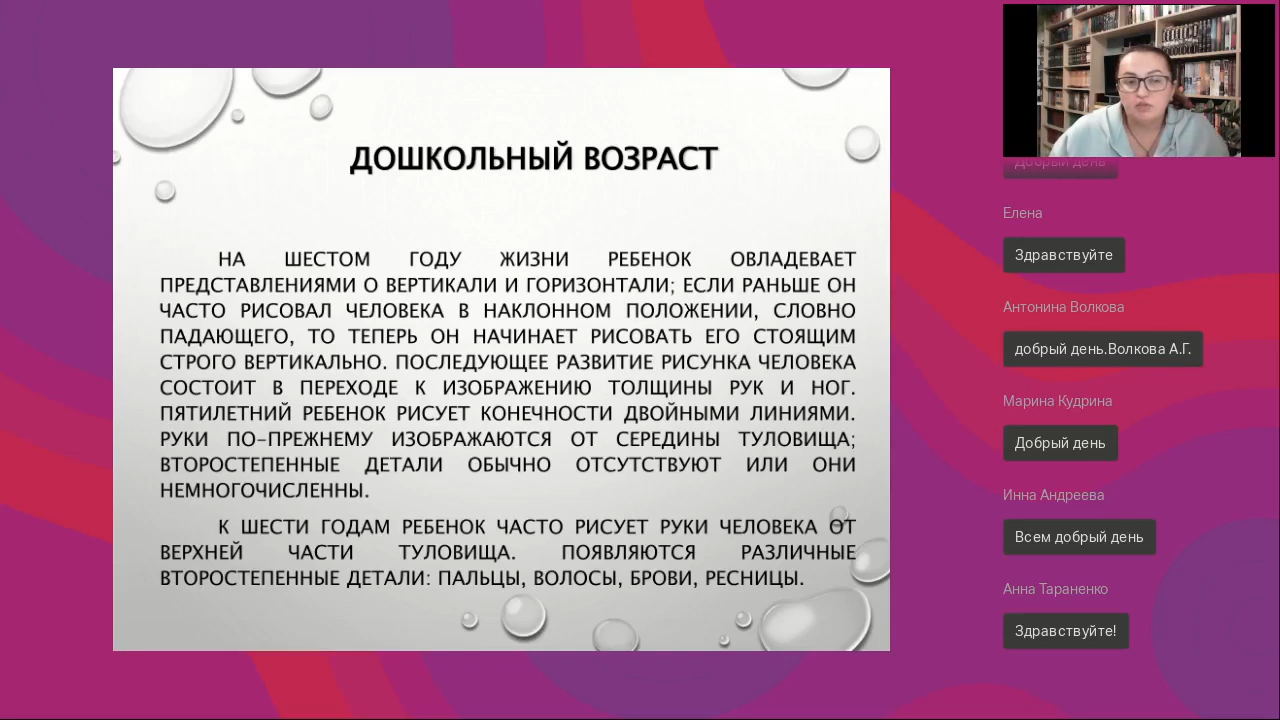 ДОШКОЛЬНЫЙ ВОЗРАСТ
НА ШЕСТОМ ГОДУ ЖИЗНИ РЕБЕНОК ОВЛАДЕВАЕТ
ПРЕДСТАВЛЕНИЯМИ О ВЕРТИКАЛИ И ГОРИЗОНТАЛИ; ЕСЛИ РАНЬШЕ ОН
ЧАСТО РИСОВАЛ ЧЕЛОВЕКА В НАКЛОННОМ ПОЛОЖЕНИИ, СЛОВНО
ПАДАЮЩЕГО, ТО ТЕПЕРЬ ОН НАЧИНАЕТ РИСОВАТЬ ЕГО СТОЯЩИМ
СТРОГО ВЕРТИКАЛЬНО. ПОСЛЕДУЮЩЕЕ РАЗВИТИЕ РИСУНКА ЧЕЛОВЕКА
СОСТОИТ В ПЕРЕХОДЕ К ИЗОБРАЖЕНИЮ ТОЛЩИНЫ РУК И НОГ.
ПЯТИЛЕТНИЙ РЕБЕНОК РИСУЕТ КОНЕЧНОСТИ ДВОЙНЫМИ ЛИНИЯМИ.
РУКИ ПО-ПРЕЖНЕМУ ИЗОБРАЖАЮТСЯ ОТ СЕРЕДИНЫ ТУЛОВИЩА;
ВТОРОСТЕПЕННЫЕ ДЕТАЛИ ОБЫЧНО ОТСУТСТВУЮТ ИЛИ ОНИ
НЕМНОГОЧИСЛЕННЫ.
К ШЕСТИ ГОДАМ РЕБЕНОК ЧАСТО РИСУЕТ РУКИ ЧЕЛОВЕКА ОТ
ВЕРХНЕЙ ЧАСТИ ТУЛОВИЩА. ПОЯВЛЯЮТСЯ РАЗЛИЧНЫЕ
ВТОРОСТЕПЕННЫЕ ДЕТАЛИ: ПАЛЬЦЫ, ВОЛОСЫ, БРОВИ, РЕСНИЦЫ.
Добрый день
Елена
Здравствуйте
Антонина Волкова
добрый день.Волкова А.Г.
Марина Кудрина
Добрый день
Инна Андреева
Всем добрый день
Анна Тараненко
Здравствуйте!